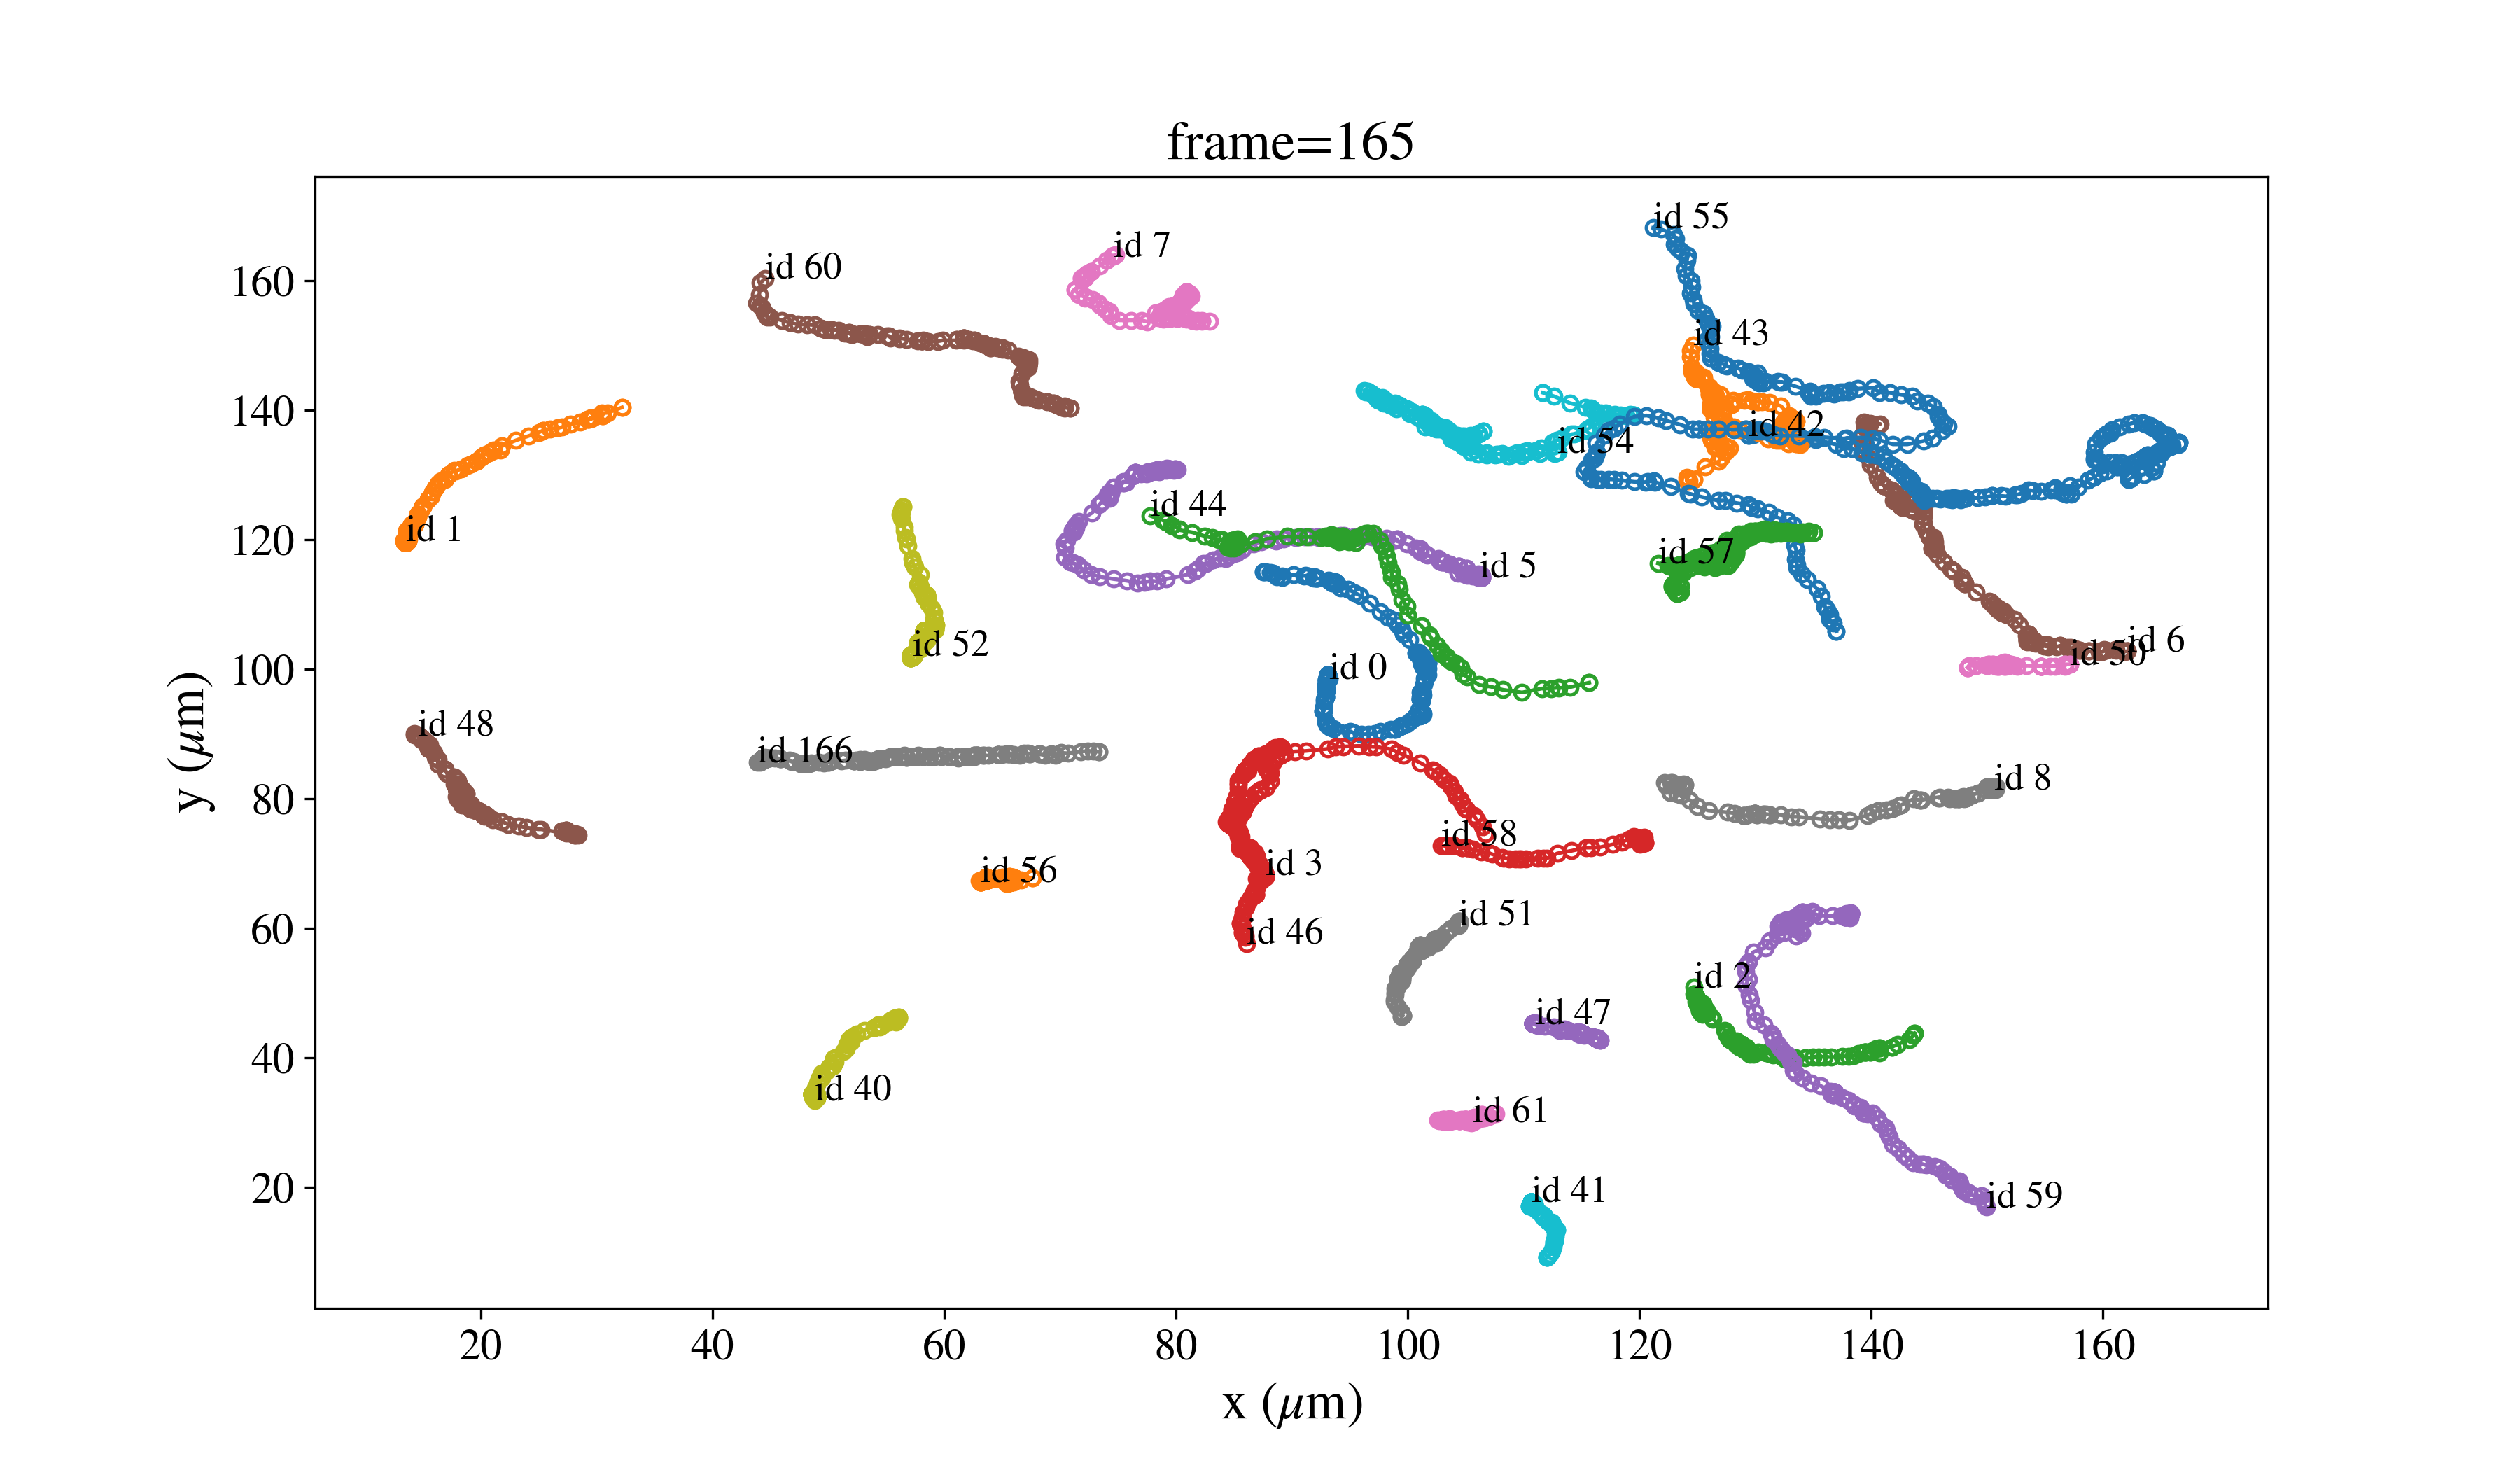 frame=165
id 55
id 7
id 60
id 43
id 42
id 54
id 44
id 1
id 57
id 5
id 52
id 6
id 50
id 0
id 48
id 166
id 8
id 58
id 3
id 56
id 46
id 51
id 2
id 47
id 40
id 61
id 41
id 59
160
140
120
100
80
60
40
20
y (μm)
20 40 60 80 100 120 140 160
x (μm)